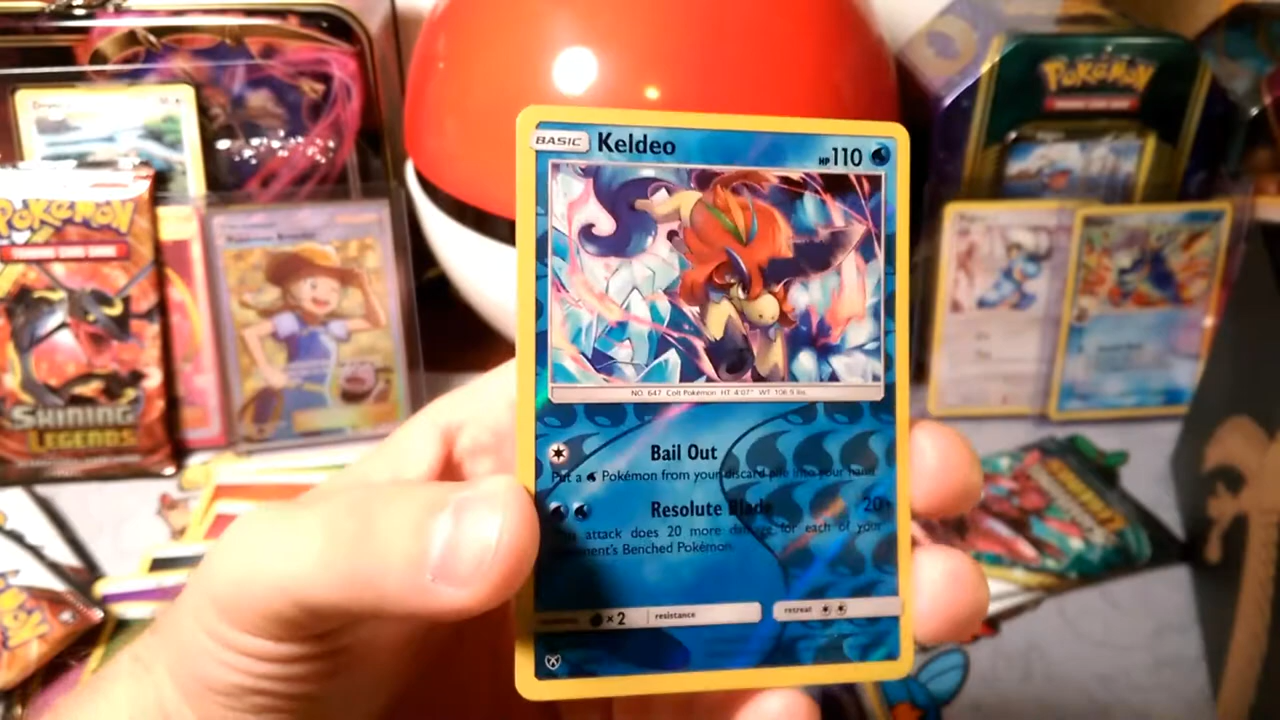 POKÉMON
SHINING
LEGENDS
POKÉMON
BASIC
Keldeo
HP 110
NO. 647 Colt Pokémon HT 4'07" WT 106.9 lbs.
Bail Out
Put a Pokémon from your discard pile into your hand.
Resolute Blade
20+
attack does 20 more damage for each of your
opponent's Benched Pokémon.
×2
resistance
retreat